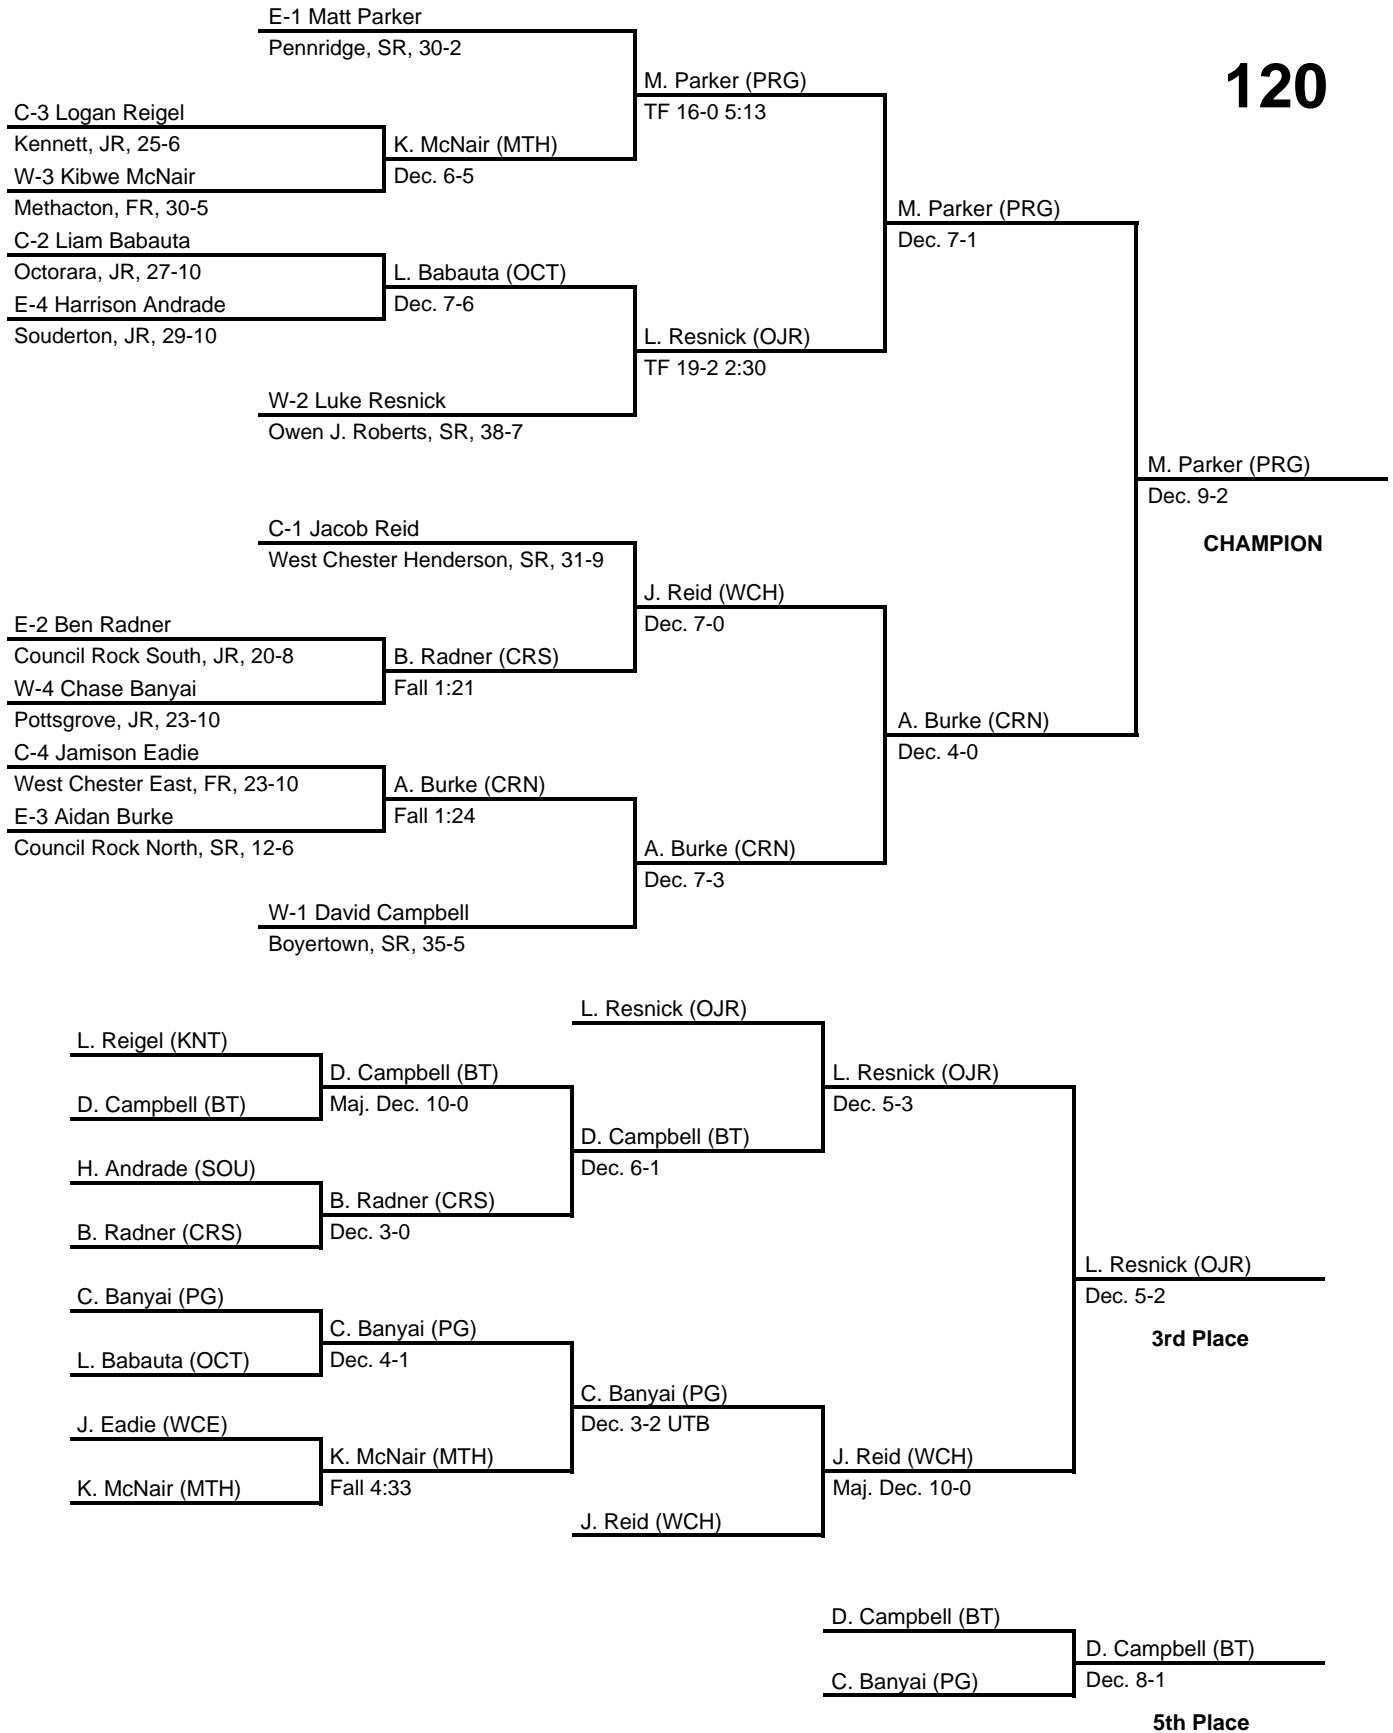 E-1 Matt Parker
Pennridge, SR, 30-2
120
M. Parker (PRG)
TF 16-0 5:13
C-3 Logan Reigel
Kennett, JR, 25-6
K. McNair (MTH)
Dec. 6-5
W-3 Kibwe McNair
Methacton, FR, 30-5
M. Parker (PRG)
Dec. 7-1
C-2 Liam Babauta
Octorara, JR, 27-10
L. Babauta (OCT)
Dec. 7-6
E-4 Harrison Andrade
Souderton, JR, 29-10
L. Resnick (OJR)
TF 19-2 2:30
W-2 Luke Resnick
Owen J. Roberts, SR, 38-7
M. Parker (PRG)
Dec. 9-2
CHAMPION
C-1 Jacob Reid
West Chester Henderson, SR, 31-9
J. Reid (WCH)
Dec. 7-0
E-2 Ben Radner
Council Rock South, JR, 20-8
B. Radner (CRS)
Fall 1:21
W-4 Chase Banyai
Pottsgrove, JR, 23-10
A. Burke (CRN)
Dec. 4-0
C-4 Jamison Eadie
West Chester East, FR, 23-10
A. Burke (CRN)
Fall 1:24
E-3 Aidan Burke
Council Rock North, SR, 12-6
A. Burke (CRN)
Dec. 7-3
W-1 David Campbell
Boyertown, SR, 35-5
L. Resnick (OJR)
L. Reigel (KNT)
D. Campbell (BT)
Maj. Dec. 10-0
D. Campbell (BT)
L. Resnick (OJR)
Dec. 5-3
D. Campbell (BT)
Dec. 6-1
H. Andrade (SOU)
B. Radner (CRS)
Dec. 3-0
B. Radner (CRS)
L. Resnick (OJR)
Dec. 5-2
3rd Place
C. Banyai (PG)
C. Banyai (PG)
Dec. 4-1
L. Babauta (OCT)
C. Banyai (PG)
Dec. 3-2 UTB
J. Eadie (WCE)
K. McNair (MTH)
Fall 4:33
K. McNair (MTH)
J. Reid (WCH)
Maj. Dec. 10-0
J. Reid (WCH)
D. Campbell (BT)
D. Campbell (BT)
Dec. 8-1
C. Banyai (PG)
5th Place